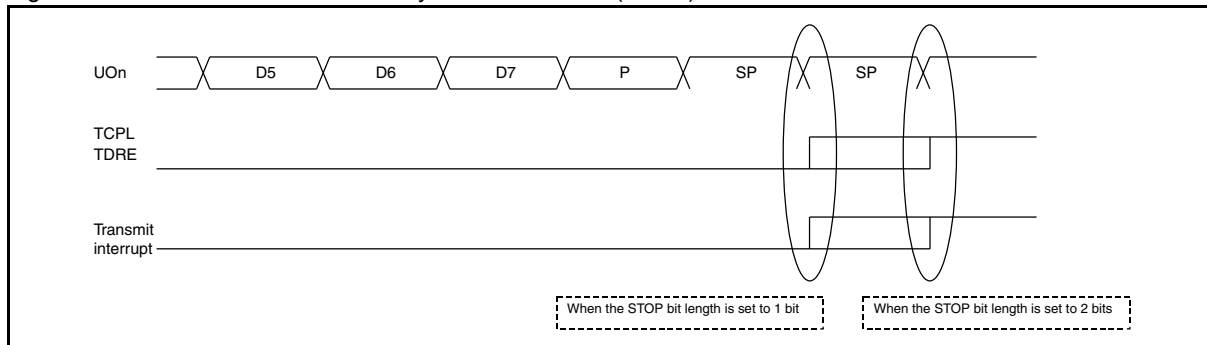 UOn
D5
D6
D7
P
SP
SP
TCPL
TDRE
Transmit
interrupt
When the STOP bit length is set to 1 bit
When the STOP bit length is set to 2 bits